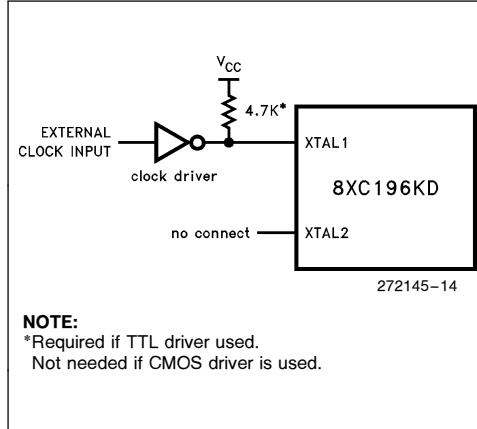 VCC
4.7K*
EXTERNAL
CLOCK INPUT
clock driver
XTAL1
8XC196KD
no connect
XTAL2
272145–14
NOTE:
*Required if TTL driver used.
Not needed if CMOS driver is used.